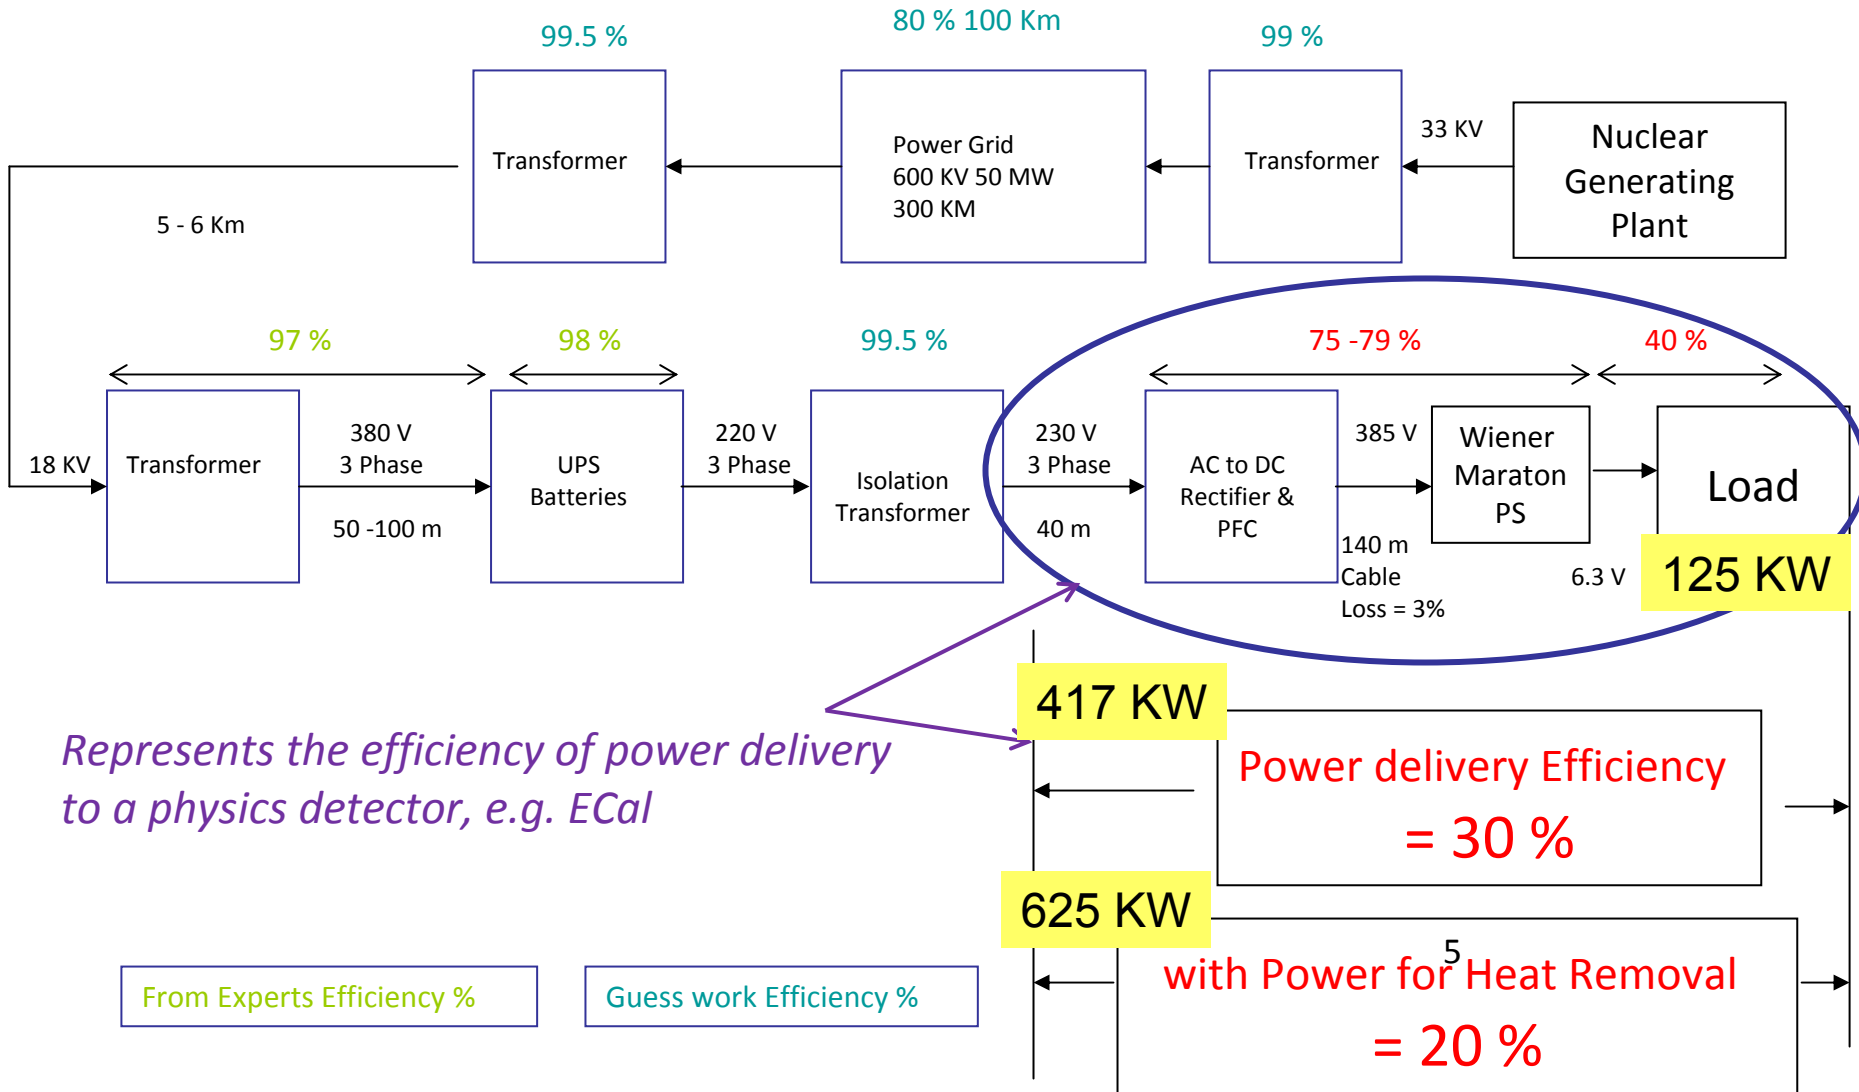 99.5 %
80 % 100 Km
99 %
Transformer
Power Grid
600 KV 50 MW
300 KM
Transformer
33 KV
Nuclear
Generating
Plant
5 - 6 Km
97 %
98 %
99.5 %
75 -79 %
40 %
18 KV
Transformer
380 V
3 Phase
50 -100 m
UPS
Batteries
220 V
3 Phase
Isolation
Transformer
230 V
3 Phase
40 m
AC to DC
Rectifier &
PFC
385 V
140 m
Cable
Loss = 3%
Wiener
Maraton
PS
6.3 V
Load
125 KW
417 KW
Represents the efficiency of power delivery
to a physics detector, e.g. ECal
Power delivery Efficiency
= 30 %
625 KW
5
with Power for Heat Removal
= 20 %
From Experts Efficiency %
Guess work Efficiency %